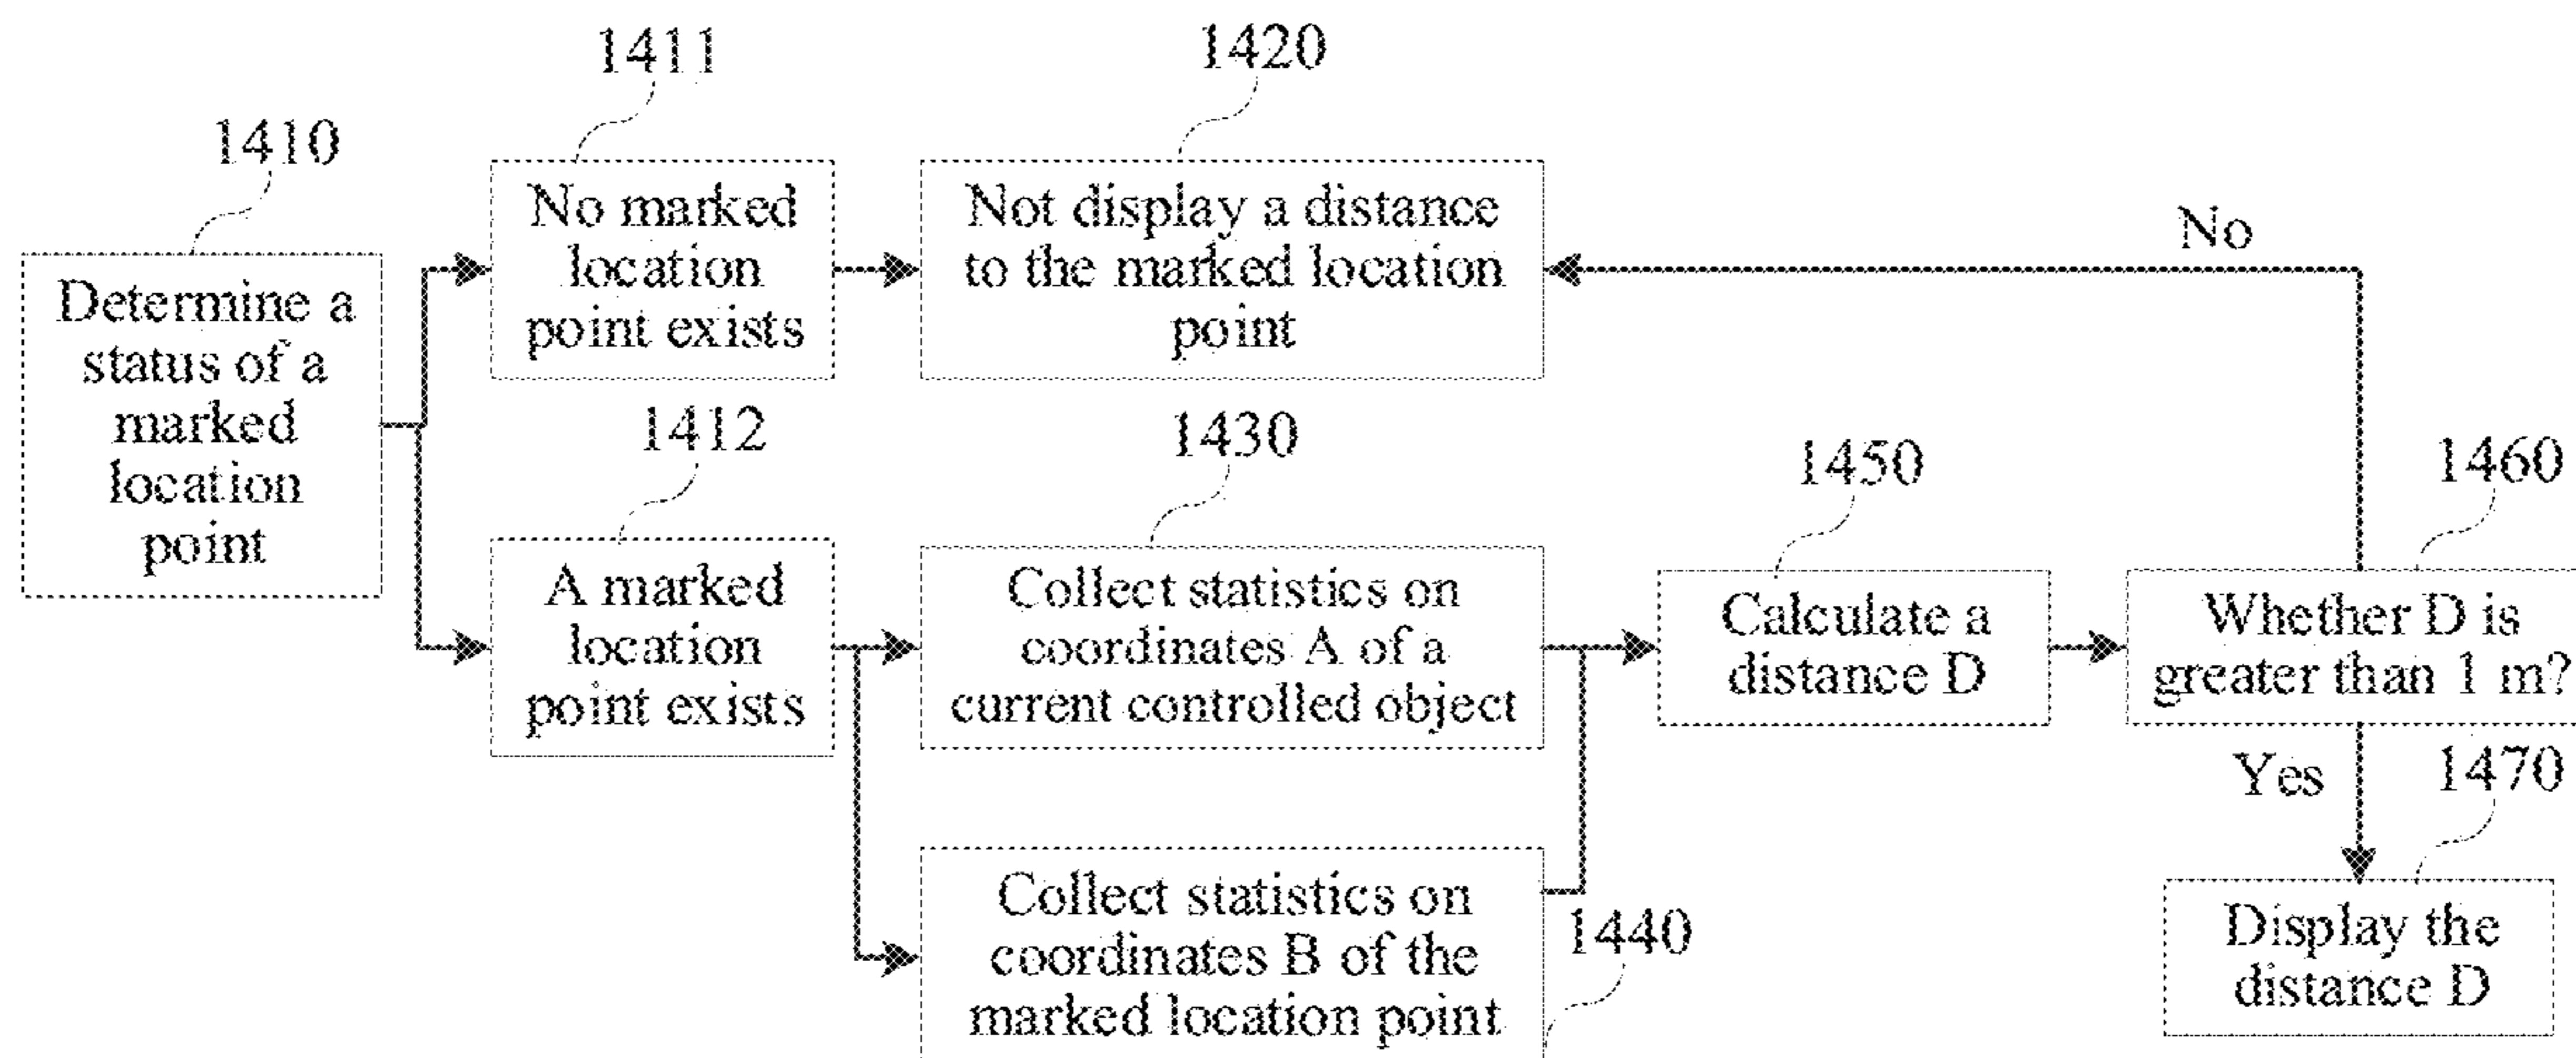 1410
Determine a
status of a
marked
location
point
1411
No marked
location
point exists
1420
Not display a distance
to the marked location
point
No
1412
A marked
location
point exists
1430
Collect statistics on
coordinates A of a
current controlled object
1440
Collect statistics on
coordinates B of the
marked location point
1450
Calculate a
distance D
1460
Whether D is
greater than 1 m?
Yes
1470
Display the
distance D